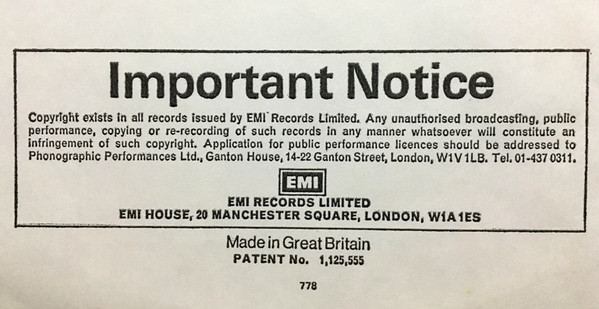 Important Notice
Copyright exists in all records issued by EMI Records Limited. Any unauthorised broadcasting, public
performance, copying or re-recording of such records in any manner whatsoever will constitute an
infringement of such copyright. Application for public performance licences should be addressed to
Phonographic Performances Ltd., Ganton House, 14-22 Ganton Street, London, W1V 1LB. Tel. 01-437 0311.
EMI
EMI RECORDS LIMITED
EMI HOUSE, 20 MANCHESTER SQUARE, LONDON, W1A 1ES
Made in Great Britain
PATENT No. 1,125,555
778